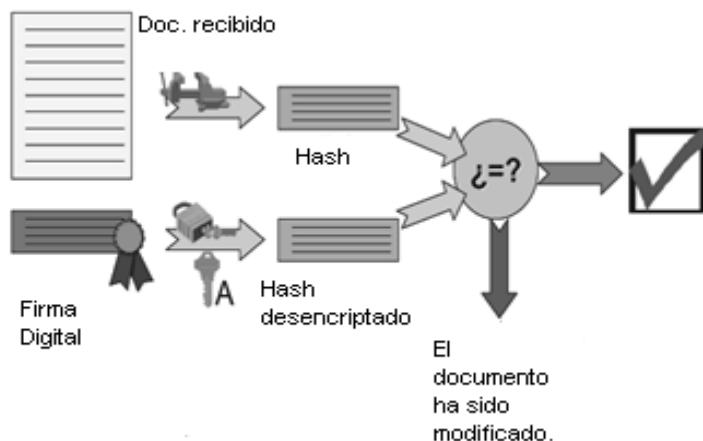 Doc. recibido
Hash
¿=?
A
Firma
Digital
Hash
desencriptado
El
documento
ha sido
modificado.